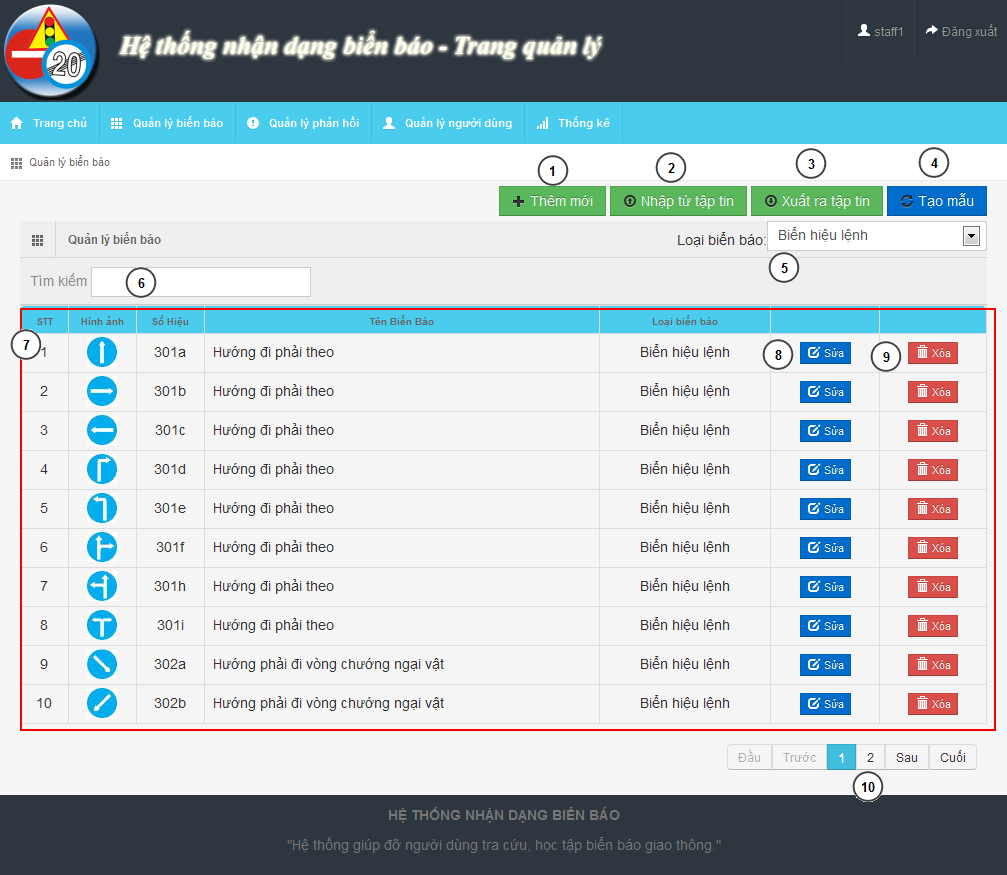 20
Hệ thống nhận dạng biển báo - Trang quản lý
staff1 Đăng xuất
Trang chủ Quản lý biển báo Quản lý phản hồi Quản lý người dùng Thống kê
Quản lý biển báo
1 2 3 4
Thêm mới Nhập từ tập tin Xuất ra tập tin Tạo mẫu
Quản lý biển báo Loại biển báo: Biển hiệu lệnh
5
Tìm kiếm 6
STT Hình ảnh Số Hiệu Tên Biển Báo Loại biển báo
7 1 301a Hướng đi phải theo Biển hiệu lệnh 8 Sửa 9 Xóa
2 301b Hướng đi phải theo Biển hiệu lệnh Sửa Xóa
3 301c Hướng đi phải theo Biển hiệu lệnh Sửa Xóa
4 301d Hướng đi phải theo Biển hiệu lệnh Sửa Xóa
5 301e Hướng đi phải theo Biển hiệu lệnh Sửa Xóa
6 301f Hướng đi phải theo Biển hiệu lệnh Sửa Xóa
7 301h Hướng đi phải theo Biển hiệu lệnh Sửa Xóa
8 301i Hướng đi phải theo Biển hiệu lệnh Sửa Xóa
9 302a Hướng phải đi vòng chướng ngại vật Biển hiệu lệnh Sửa Xóa
10 302b Hướng phải đi vòng chướng ngại vật Biển hiệu lệnh Sửa Xóa
Đầu Trước 1 2 Sau Cuối
10
HỆ THỐNG NHẬN DẠNG BIỂN BÁO
"Hệ thống giúp đỡ người dùng tra cứu, học tập biển báo giao thông."